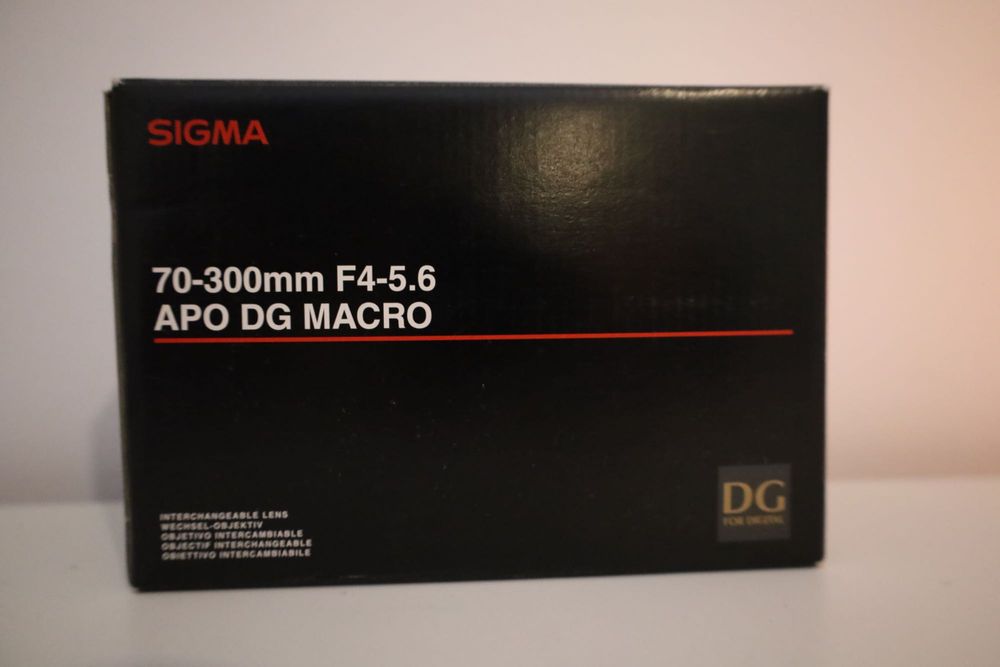 SIGMA
70-300mm F4-5.6
APO DG MACRO
INTERCHANGEABLE LENS
WECHSEL-OBJEKTIV
OBJETIVO INTERCAMBIABLE
OBJECTIF INTERCHANGEABLE
OBIETTIVO INTERCAMBIABILE
DG
FOR DIGITAL